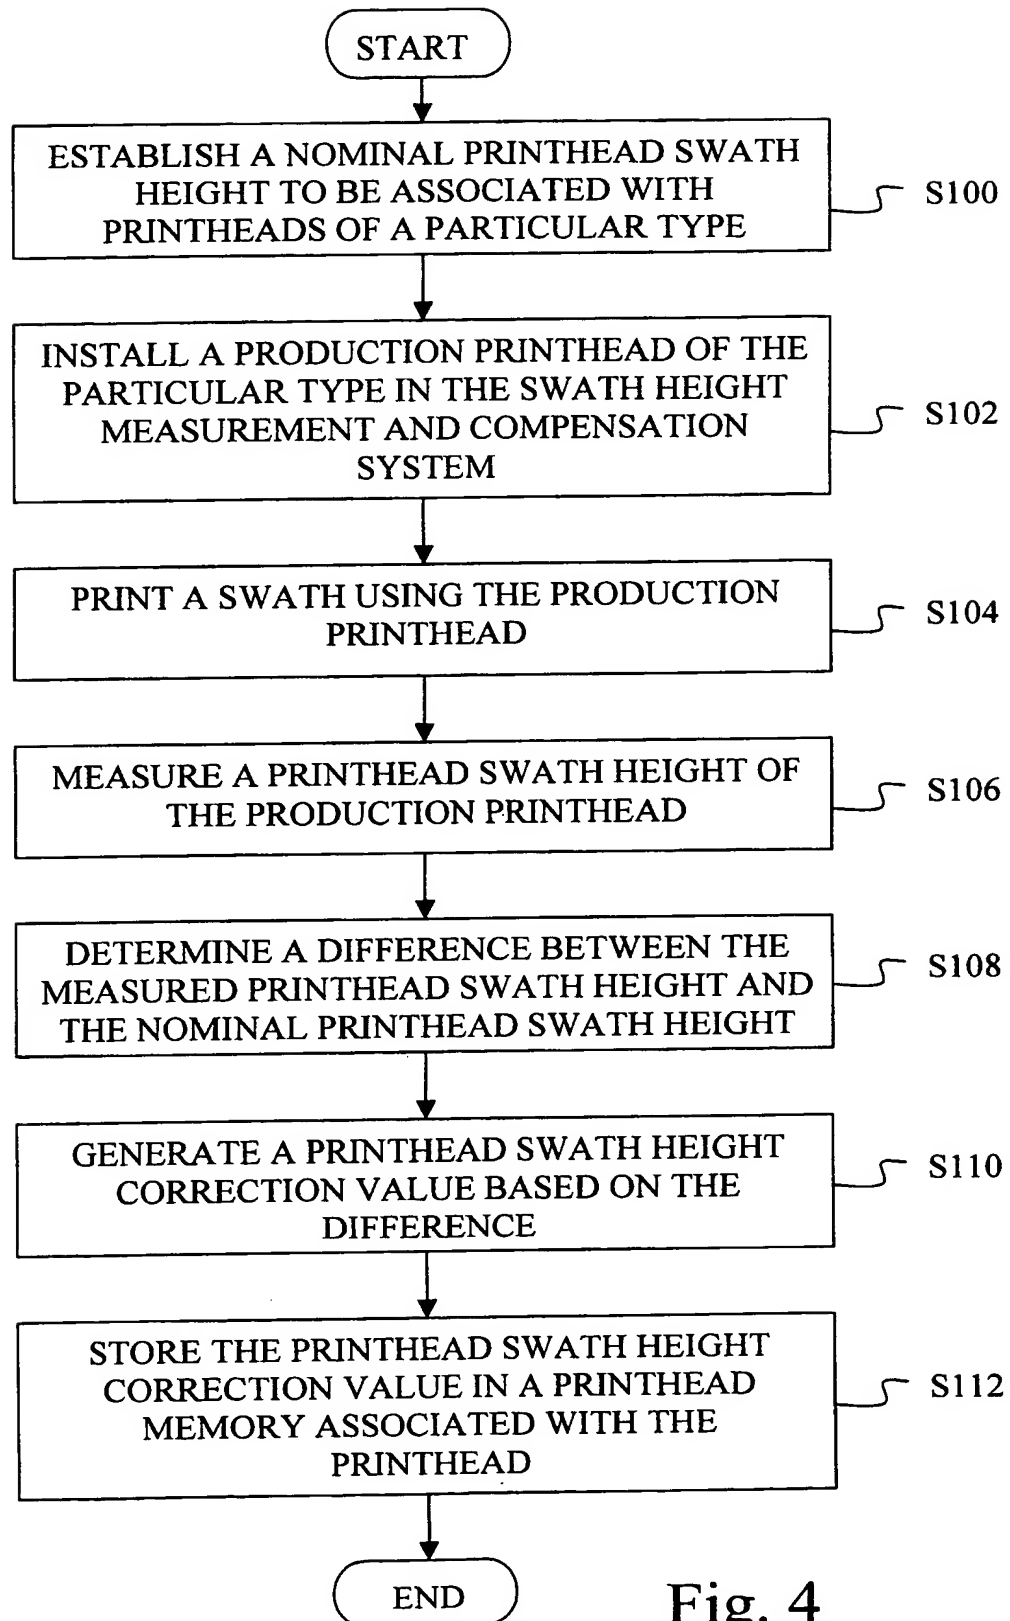 START
ESTABLISH A NOMINAL PRINTHEAD SWATH
HEIGHT TO BE ASSOCIATED WITH
PRINTHEADS OF A PARTICULAR TYPE
S100
INSTALL A PRODUCTION PRINTHEAD OF THE
PARTICULAR TYPE IN THE SWATH HEIGHT
MEASUREMENT AND COMPENSATION
SYSTEM
S102
PRINT A SWATH USING THE PRODUCTION
PRINTHEAD
S104
MEASURE A PRINTHEAD SWATH HEIGHT OF
THE PRODUCTION PRINTHEAD
S106
DETERMINE A DIFFERENCE BETWEEN THE
MEASURED PRINTHEAD SWATH HEIGHT AND
THE NOMINAL PRINTHEAD SWATH HEIGHT
S108
GENERATE A PRINTHEAD SWATH HEIGHT
CORRECTION VALUE BASED ON THE
DIFFERENCE
S110
STORE THE PRINTHEAD SWATH HEIGHT
CORRECTION VALUE IN A PRINTHEAD
MEMORY ASSOCIATED WITH THE
PRINTHEAD
S112
END
Fig. 4